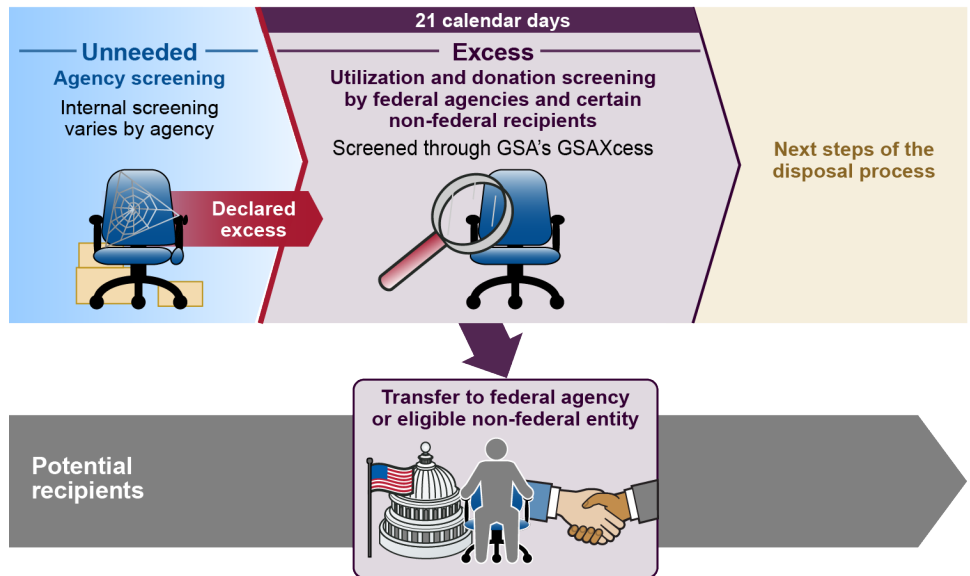 21 calendar days
Unneeded
Agency screening
Internal screening
varies by agency
Declared
excess
Excess
Utilization and donation screening
by federal agencies and certain
non-federal recipients
Screened through GSA's GSAXcess
Next steps of the
disposal process
Transfer to federal agency
or eligible non-federal entity
Potential
recipients